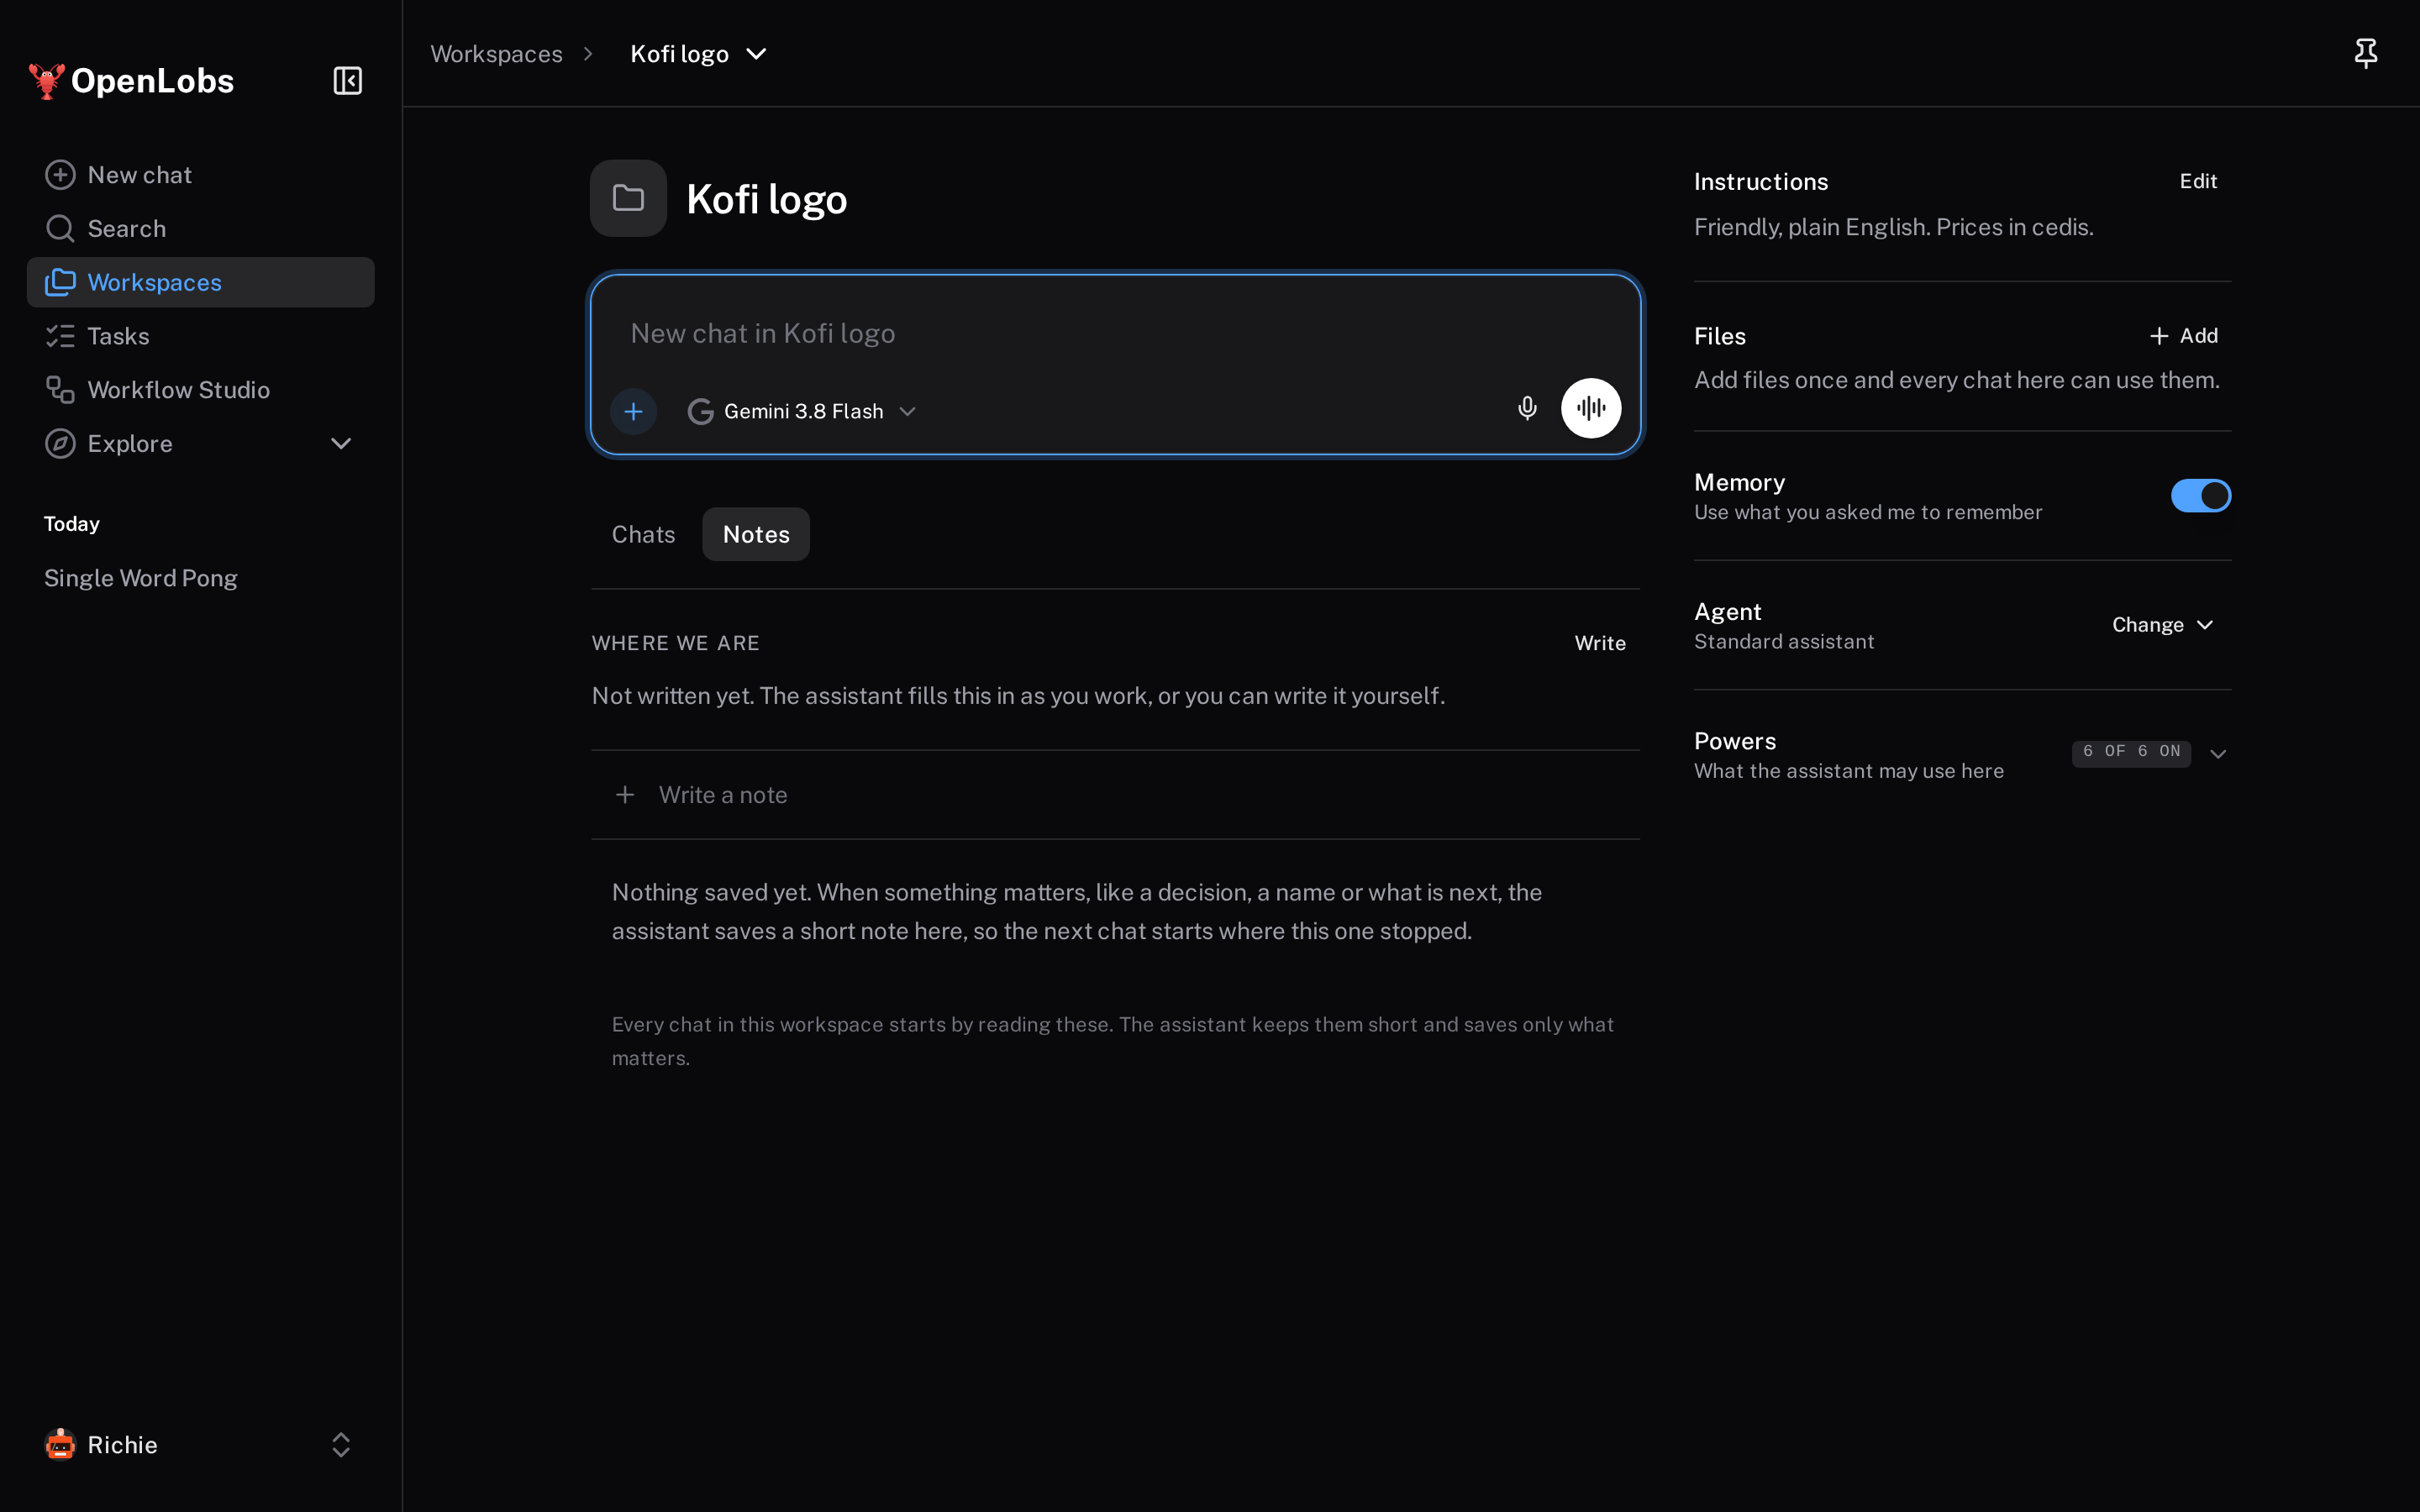 OpenLobs
New chat
Search
Workspaces
Tasks
Workflow Studio
Explore
Today
Single Word Pong
Richie
Workspaces
Kofi logo
Kofi logo
New chat in Kofi logo
Gemini 3.8 Flash
Chats
Notes
WHERE WE ARE
Write
Not written yet. The assistant fills this in as you work, or you can write it yourself.
Write a note
Nothing saved yet. When something matters, like a decision, a name or what is next, the
assistant saves a short note here, so the next chat starts where this one stopped.
Every chat in this workspace starts by reading these. The assistant keeps them short and saves only what
matters.
Instructions
Edit
Friendly, plain English. Prices in cedis.
Files
Add
Add files once and every chat here can use them.
Memory
Use what you asked me to remember
Agent
Standard assistant
Change
Powers
What the assistant may use here
6 OF 6 ON